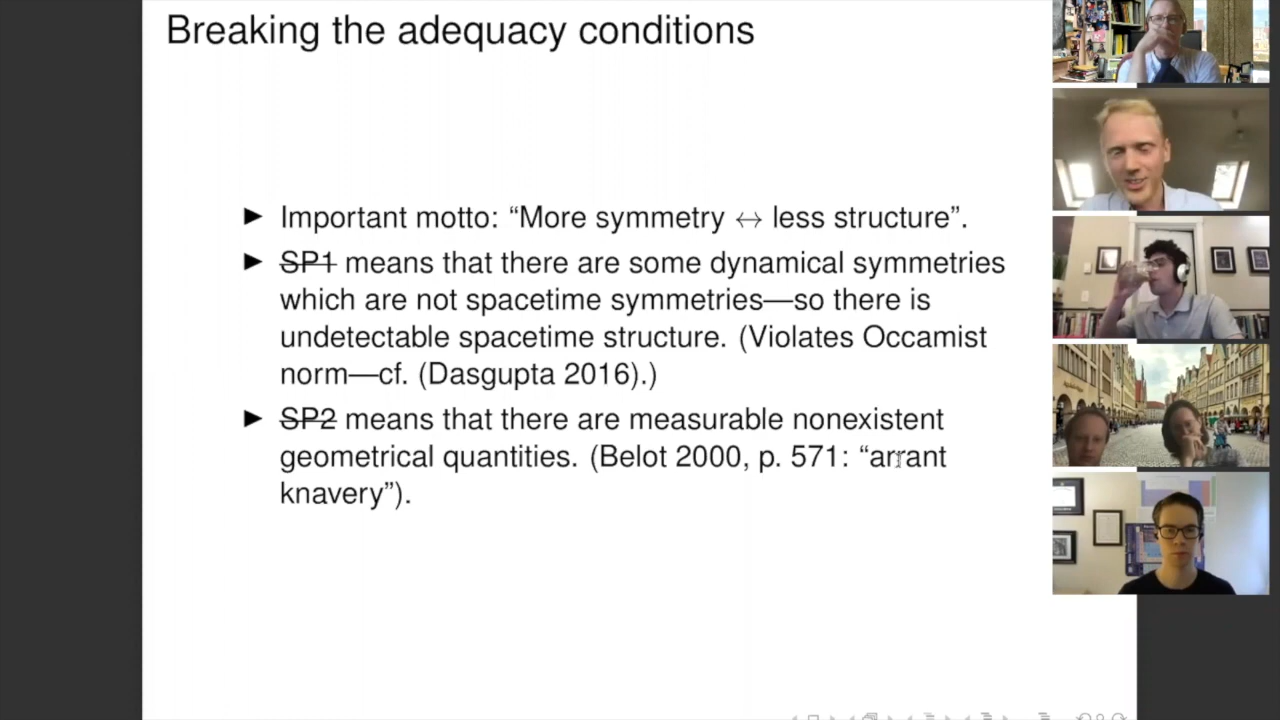 Breaking the adequacy conditions
► Important motto: “More symmetry ↔ less structure”.
► SP1 means that there are some dynamical symmetries
which are not spacetime symmetries—so there is
undetectable spacetime structure. (Violates Occamist
norm—cf. (Dasgupta 2016).)
► SP2 means that there are measurable nonexistent
geometrical quantities. (Belot 2000, p. 571: “arrant
knavery”).